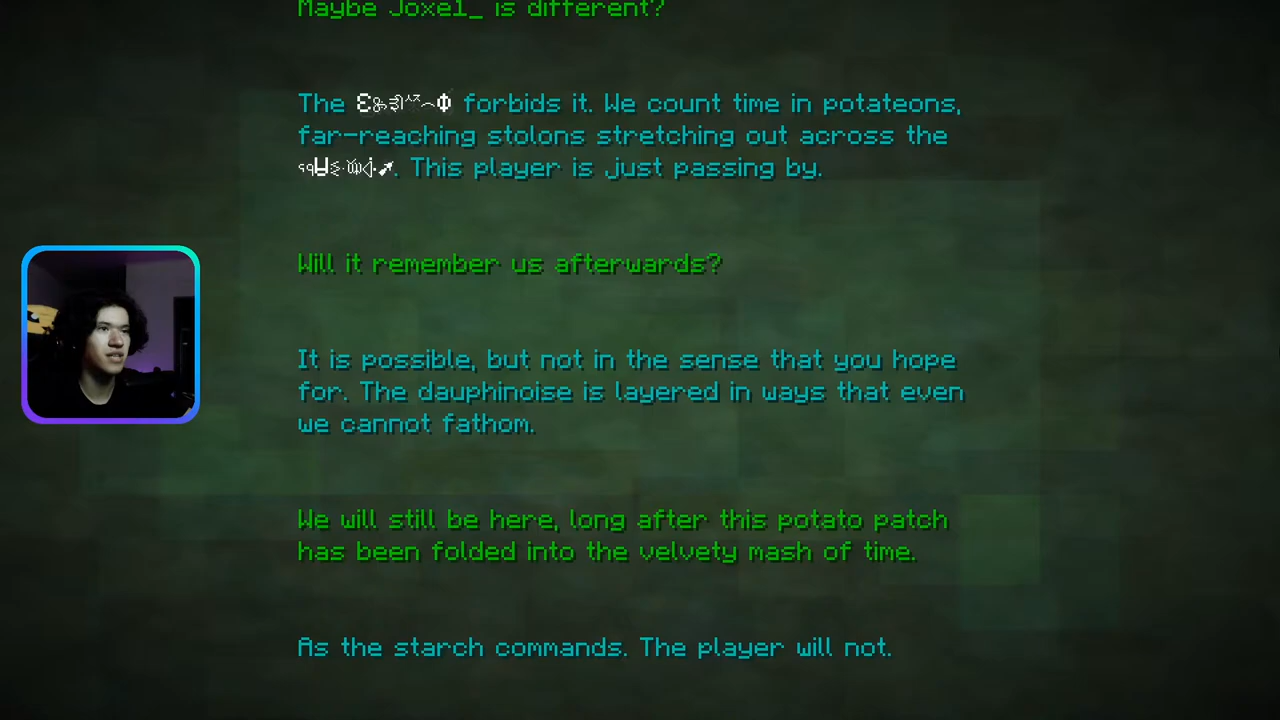 Maybe Joxel_ is different?
The forbids it. We count time in potateons,
far-reaching stolons stretching out across the
. This player is just passing by.
Will it remember us afterwards?
It is possible, but not in the sense that you hope
for. The dauphinoise is layered in ways that even
we cannot fathom.
We will still be here, long after this potato patch
has been folded into the velvety mash of time.
As the starch commands. The player will not.